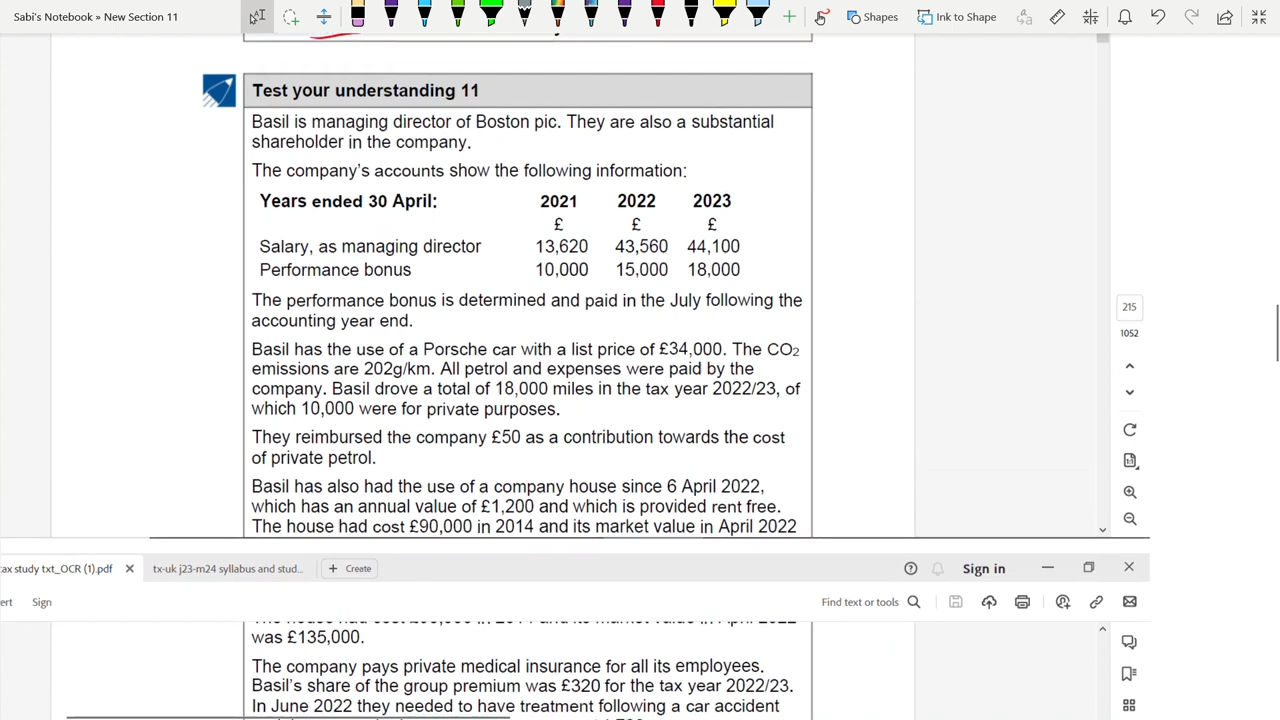 Sabi's Notebook » New Section 11
Shapes
Ink to Shape
Test your understanding 11
Basil is managing director of Boston pic. They are also a substantial
shareholder in the company.
The company's accounts show the following information:
Years ended 30 April: 2021 2022 2023
£ £ £
Salary, as managing director 13,620 43,560 44,100
Performance bonus 10,000 15,000 18,000
The performance bonus is determined and paid in the July following the
accounting year end.
Basil has the use of a Porsche car with a list price of £34,000. The CO2
emissions are 202g/km. All petrol and expenses were paid by the
company. Basil drove a total of 18,000 miles in the tax year 2022/23, of
which 10,000 were for private purposes.
They reimbursed the company £50 as a contribution towards the cost
of private petrol.
Basil has also had the use of a company house since 6 April 2022,
which has an annual value of £1,200 and which is provided rent free.
The house had cost £90,000 in 2014 and its market value in April 2022
215
1052
tax study txt_OCR (1).pdf
tx-uk j23-m24 syllabus and stud...
+ Create
Sign in
ert
Sign
Find text or tools
was £135,000.
The company pays private medical insurance for all its employees.
Basil's share of the group premium was £320 for the tax year 2022/23.
In June 2022 they needed to have treatment following a car accident